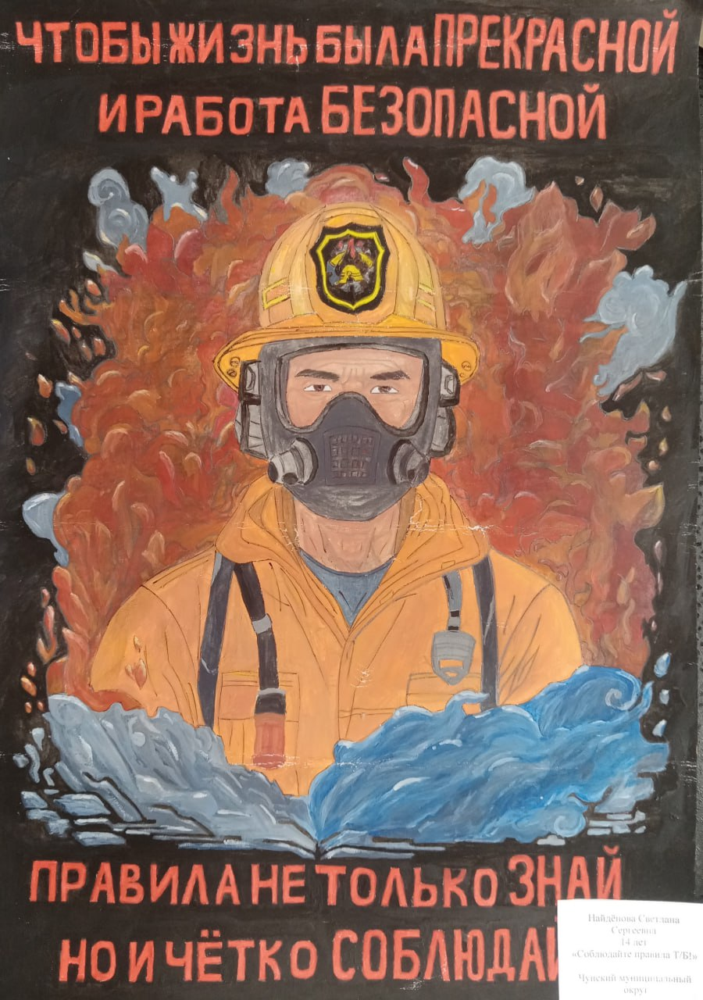 ЧТОБЫ ЖИЗНЬ БЫЛА ПРЕКРАСНОЙ
И РАБОТА БЕЗОПАСНОЙ
ПРАВИЛА НЕ ТОЛЬКО ЗНАЙ
НО И ЧЁТКО СОБЛЮДАЙ
Найдёнова Светлана
Сергеевна
14 лет
«Соблюдайте правила Т/Б!»
Чунский муниципальный
округ